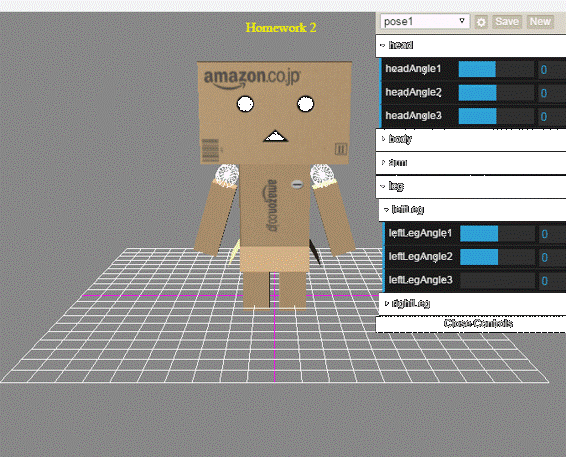 Homework 2
pose1
Save
New
head
headAngle1 0
headAngle2 0
headAngle3 0
body
arm
leg
leftLeg
leftLegAngle1 0
leftLegAngle2 0
leftLegAngle3 0
rightLeg
Close Controls
amazon.co.jp
amazon.co.jp